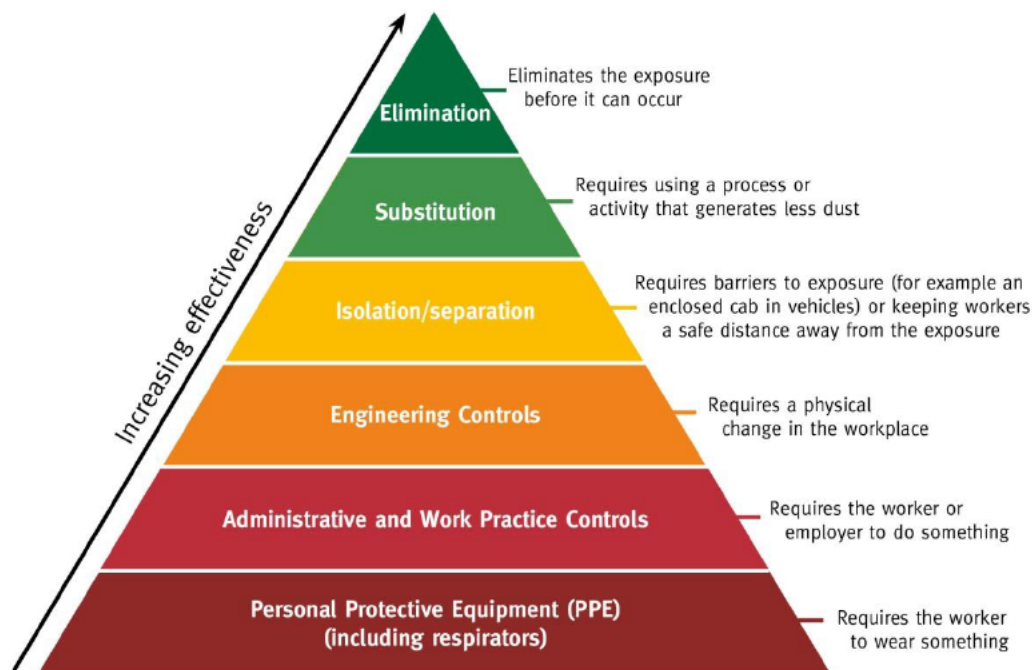 Eliminates the exposure
before it can occur
Elimination
Requires using a process or
activity that generates less dust
Substitution
Increasing effectiveness
Requires barriers to exposure (for example an
enclosed cab in vehicles) or keeping workers
a safe distance away from the exposure
Isolation/separation
Requires a physical
change in the workplace
Engineering Controls
Requires the worker or
employer to do something
Administrative and Work Practice Controls
Personal Protective Equipment (PPE)
(including respirators)
Requires the worker
to wear something